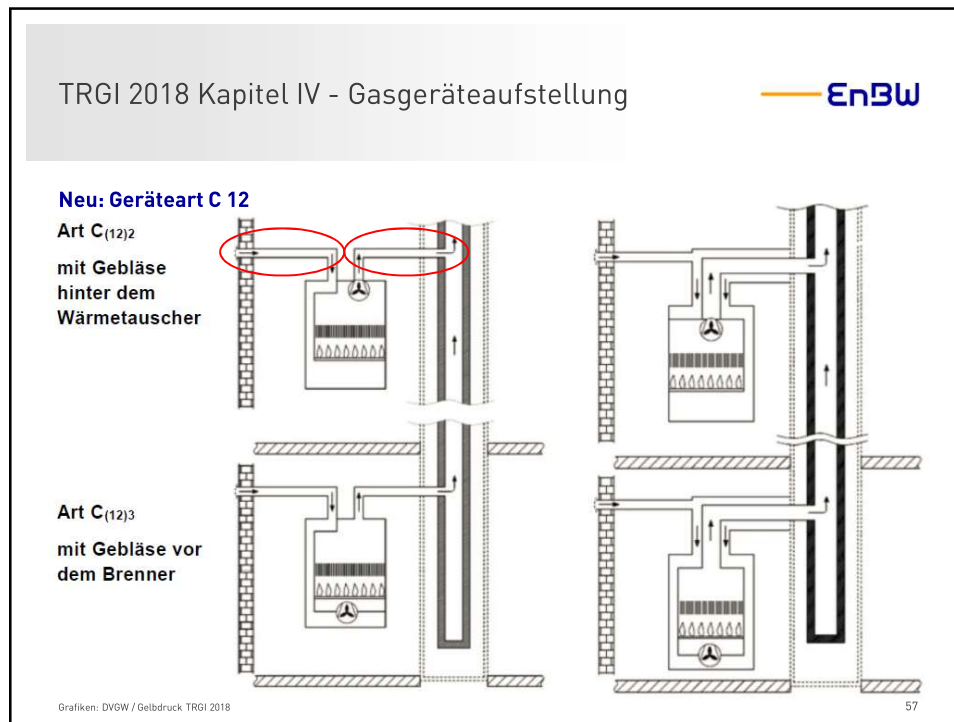 TRGI 2018 Kapitel IV - Gasgeräteaufstellung
EnBW
Neu: Geräteart C 12
Art C(12)2
mit Gebläse
hinter dem
Wärmetauscher
Art C(12)3
mit Gebläse vor
dem Brenner
Grafiken: DVGW / Gelbdruck TRGI 2018
57